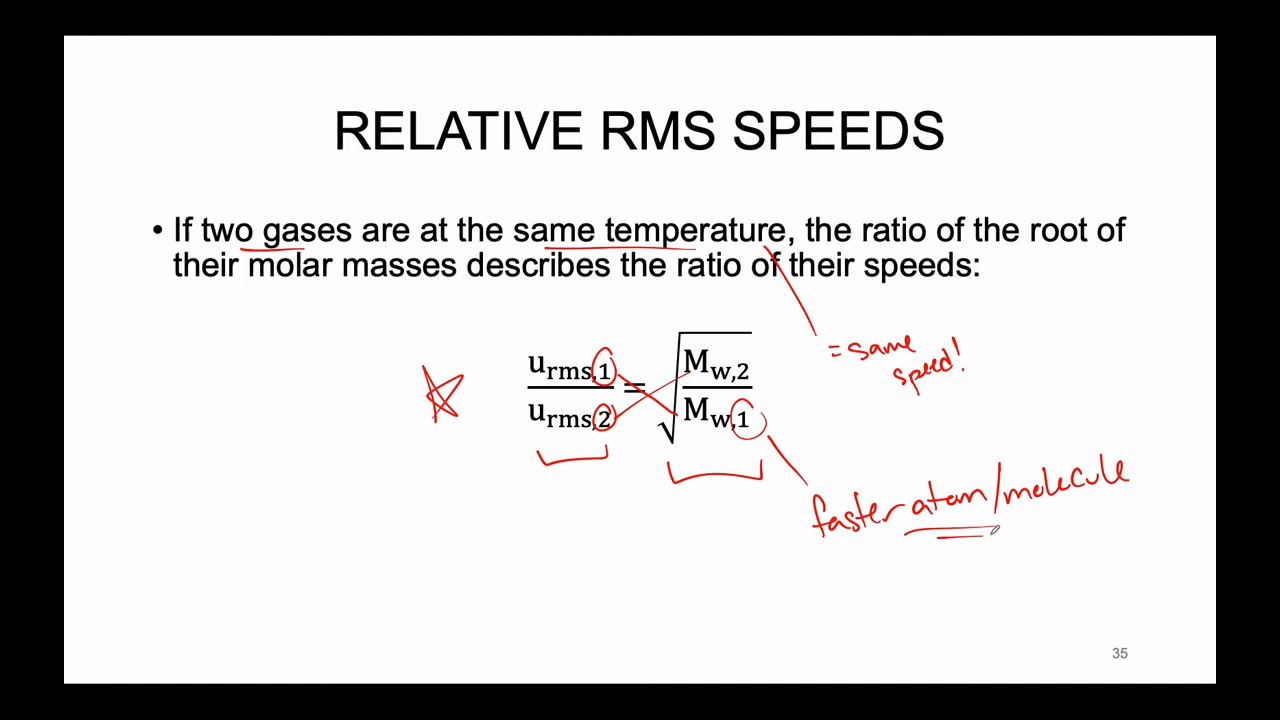 RELATIVE RMS SPEEDS
• If two gases are at the same temperature, the ratio of the root of
their molar masses describes the ratio of their speeds:
= same
speed!
u_rms,1 / u_rms,2 = √(M_w,2 / M_w,1)
faster atom/molecule
35